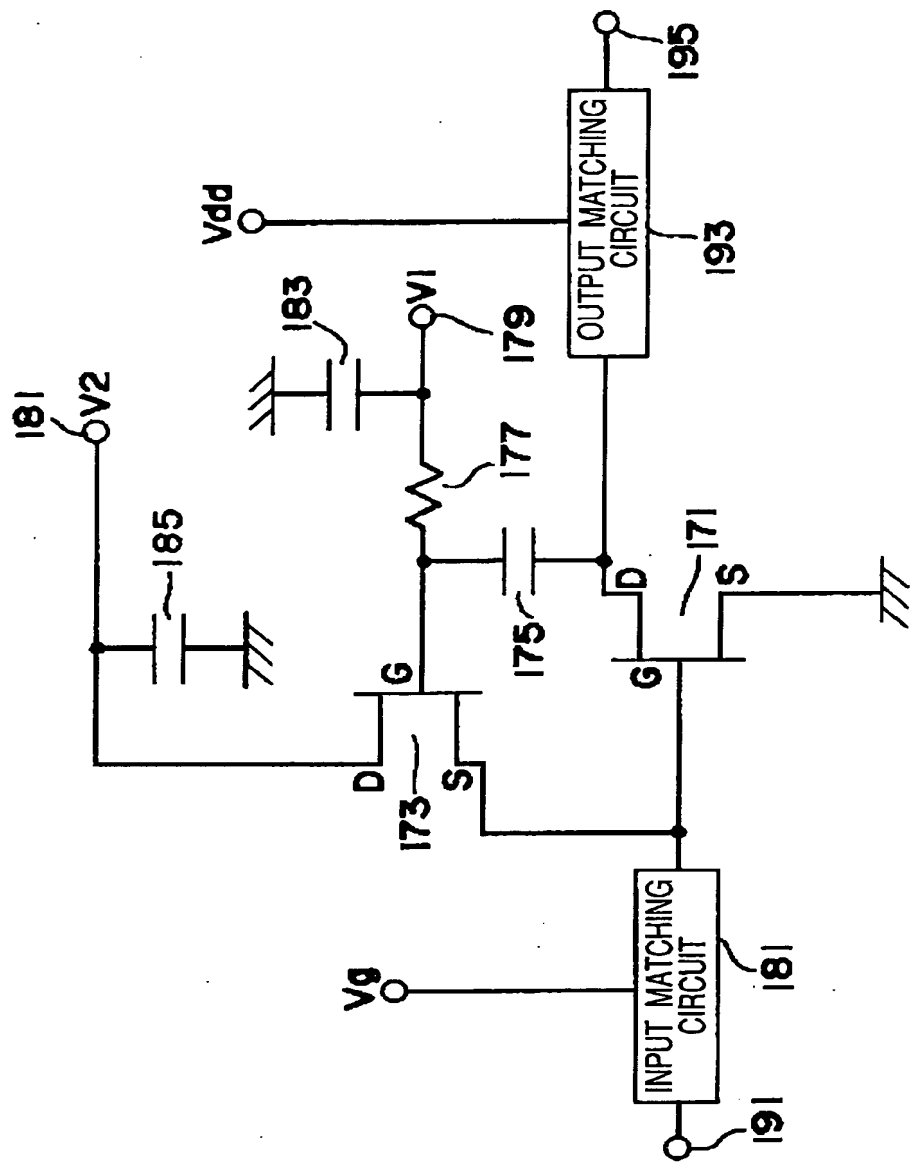 181
V2
185
183
V1
179
177
Vdd
195
OUTPUT MATCHING
CIRCUIT
193
D
G
S
173
175
D
G
S
171
Vg
INPUT MATCHING
CIRCUIT
181
191